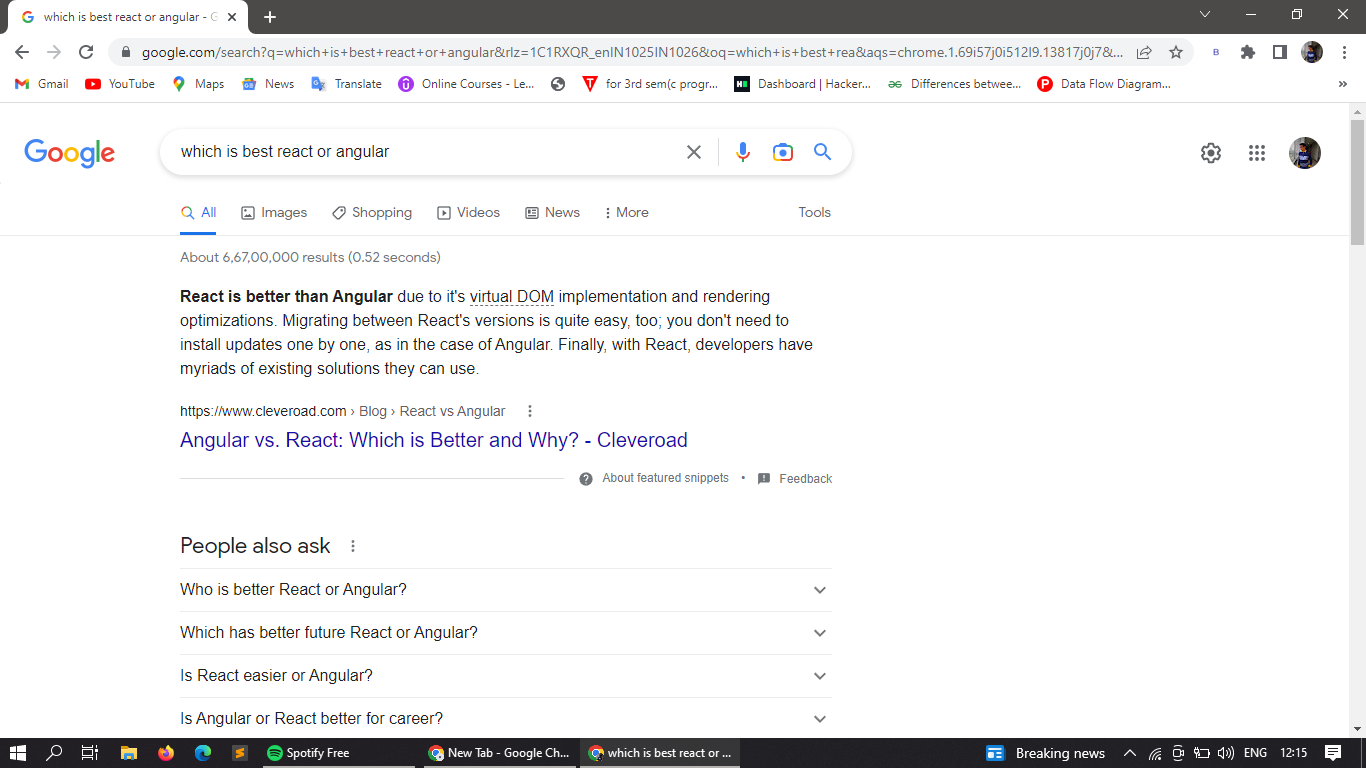 which is best react or angular - G
google.com/search?q=which+is+best+react+or+angular&rlz=1C1RXQR_enIN1025IN1026&oq=which+is+best+rea&aqs=chrome.1.69i57j0i512l9.13817j0j7&...
B
Gmail YouTube Maps News Translate Online Courses - Le... for 3rd sem(c progr... Dashboard | Hacker... Differences betwee... Data Flow Diagram... »
Google
which is best react or angular
All Images Shopping Videos News More Tools
About 6,67,00,000 results (0.52 seconds)
React is better than Angular due to it's virtual DOM implementation and rendering
optimizations. Migrating between React's versions is quite easy, too; you don't need to
install updates one by one, as in the case of Angular. Finally, with React, developers have
myriads of existing solutions they can use.
https://www.cleveroad.com › Blog › React vs Angular
Angular vs. React: Which is Better and Why? - Cleveroad
About featured snippets • Feedback
People also ask
Who is better React or Angular?
Which has better future React or Angular?
Is React easier or Angular?
Is Angular or React better for career?
Spotify Free New Tab - Google Ch... which is best react or ... Breaking news ENG 12:15